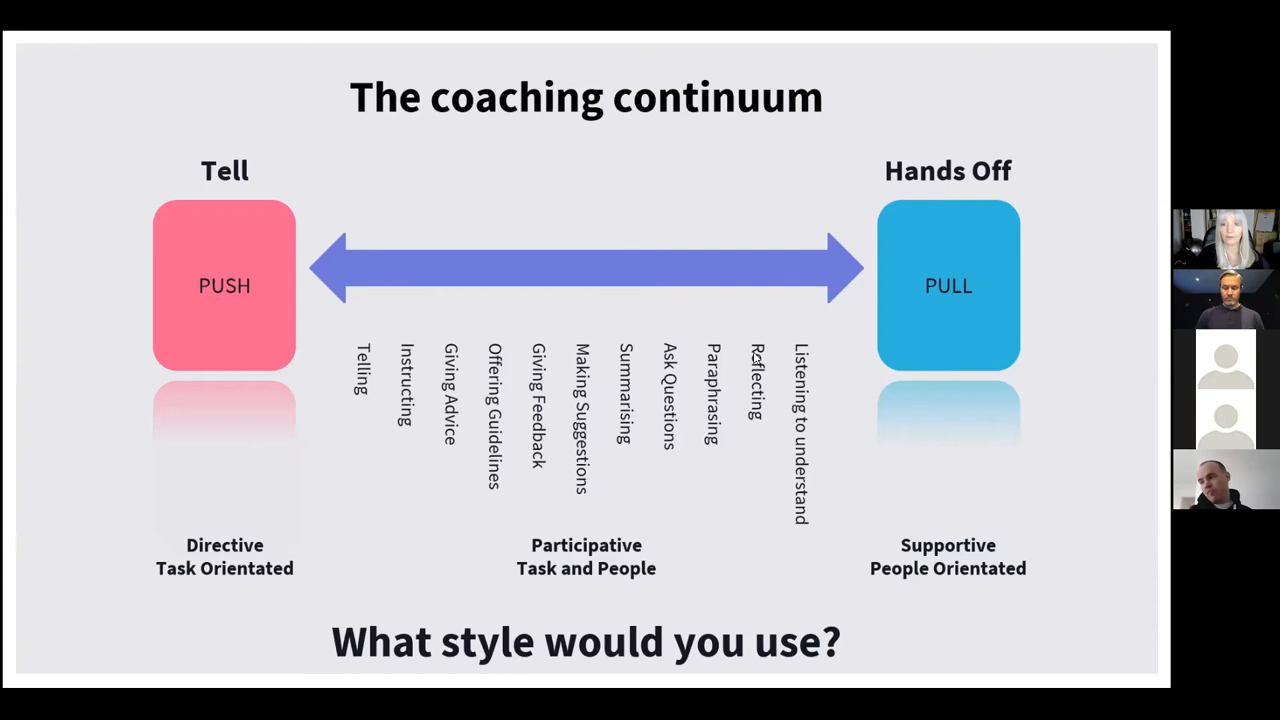 The coaching continuum
Tell
Hands Off
PUSH
PULL
Telling
Instructing
Giving Advice
Offering Guidelines
Giving Feedback
Making Suggestions
Summarising
Ask Questions
Paraphrasing
Reflecting
Listening to understand
Directive
Task Orientated
Participative
Task and People
Supportive
People Orientated
What style would you use?